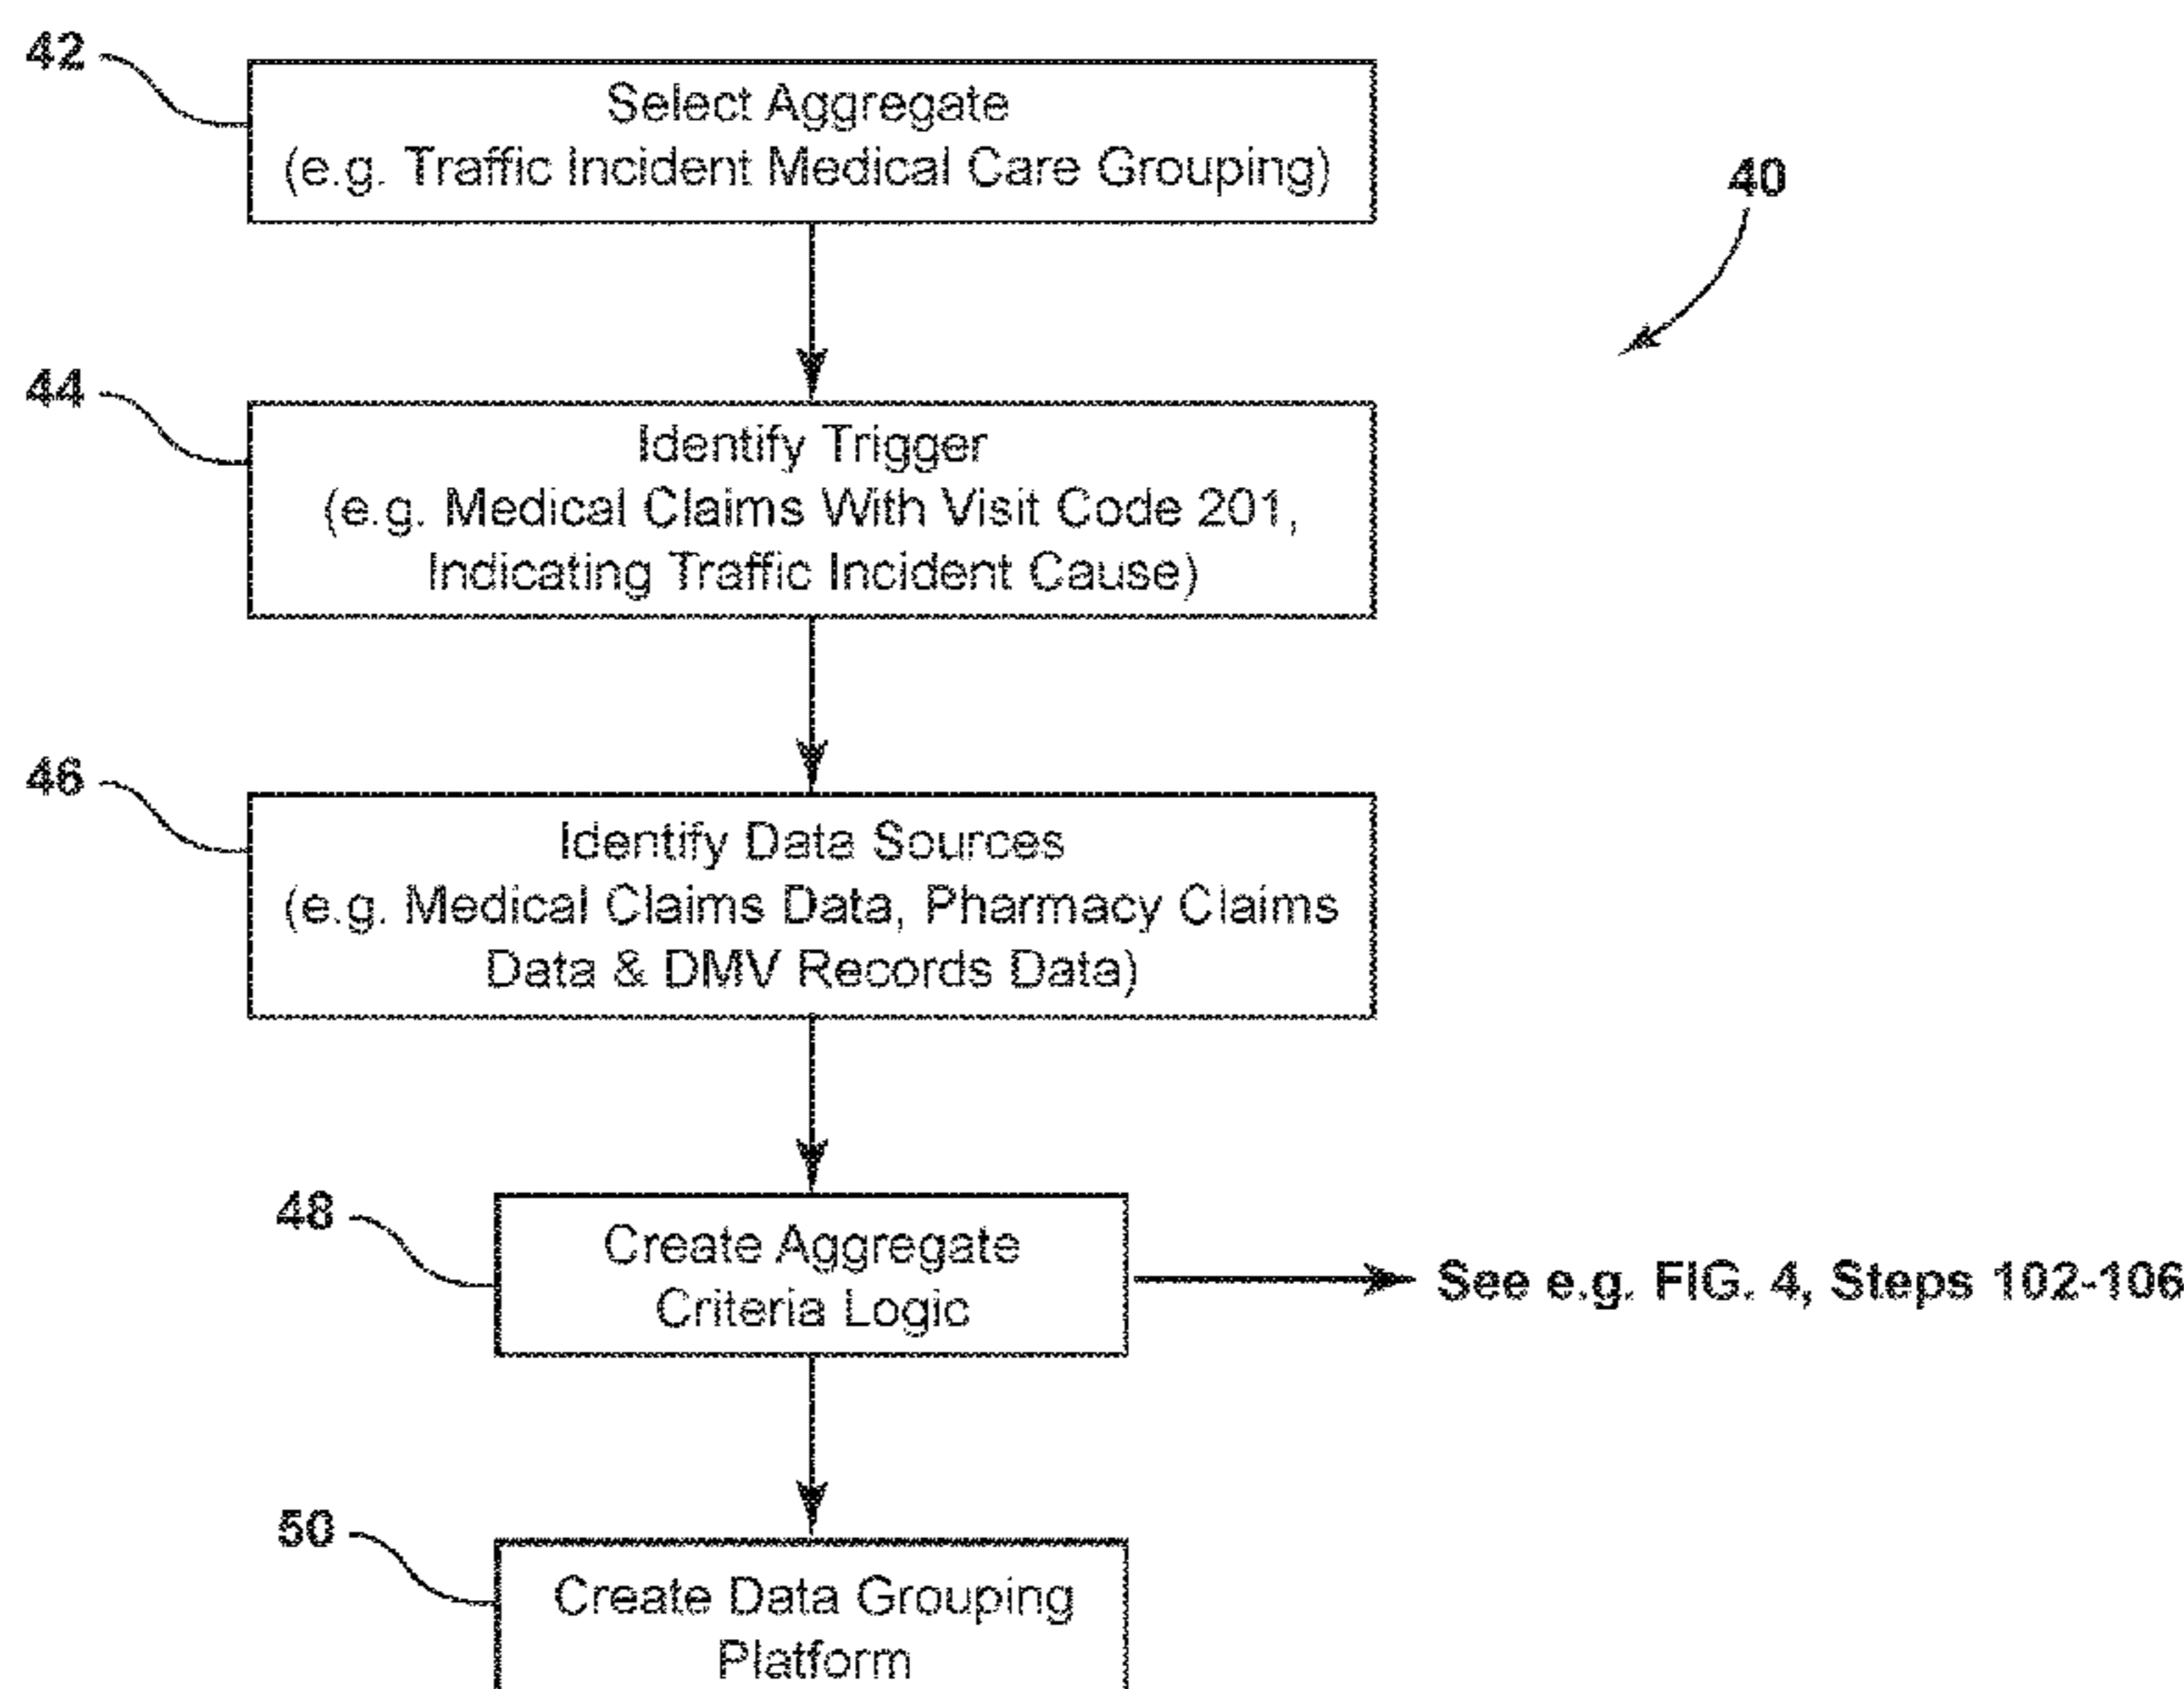 42
Select Aggregate
(e.g. Traffic Incident Medical Care Grouping)
40
44
Identify Trigger
(e.g. Medical Claims With Visit Code 201,
Indicating Traffic Incident Cause)
46
Identify Data Sources
(e.g. Medical Claims Data, Pharmacy Claims
Data & DMV Records Data)
48
Create Aggregate
Criteria Logic
See e.g. FIG. 4, Steps 102-106
50
Create Data Grouping
Platform